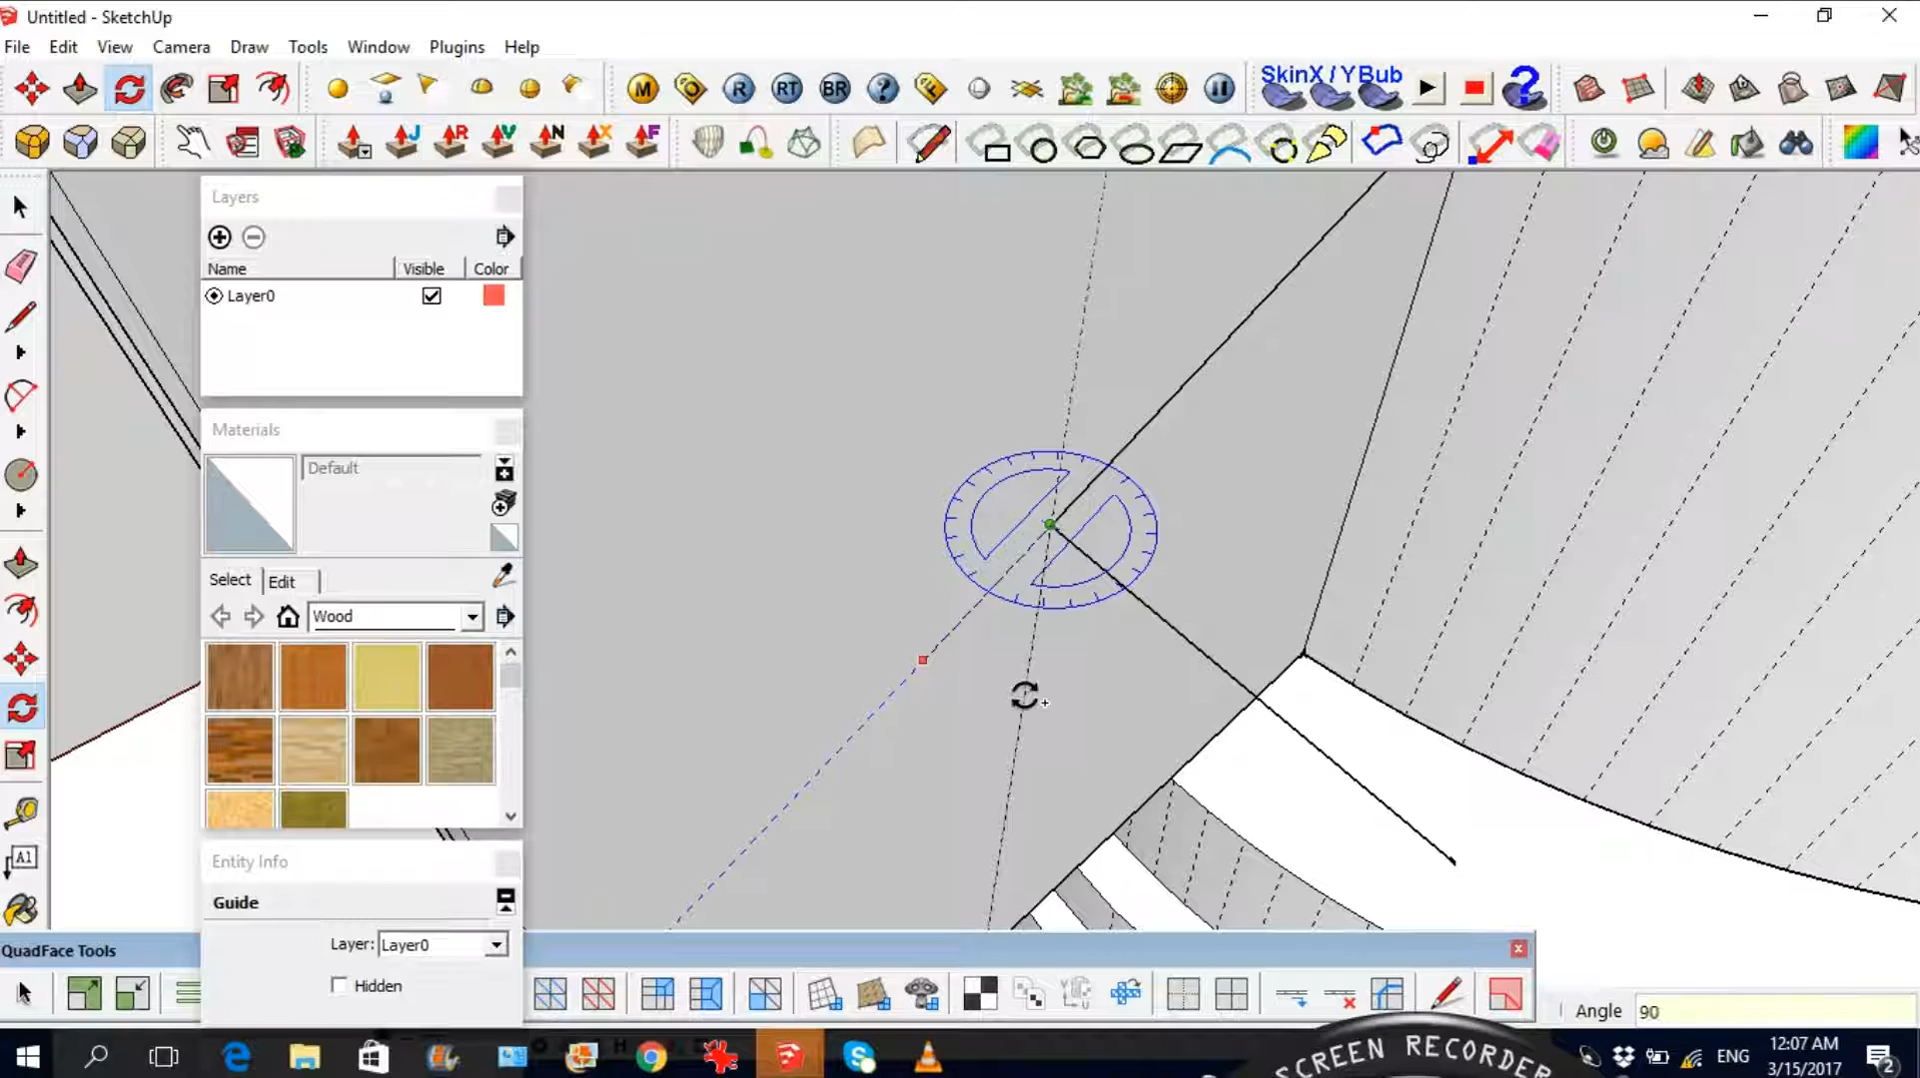 Untitled - SketchUp
File Edit View Camera Draw Tools Window Plugins Help
M R RT BR ? F SkinX / YBub ?
J R V N X F
Layers
Name Visible Color
Layer0
Materials
Default
Select Edit
Wood
A1
Entity Info
Guide
Layer: Layer0
Hidden
QuadFace Tools
Angle 90
SCREEN RECORDER
ENG
12:07 AM
3/15/2017
2